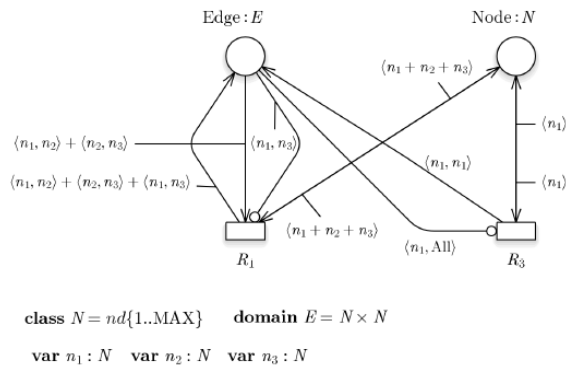 Edge : E Node : N
⟨n₁ + n₂ + n₃⟩
⟨n₁, n₂⟩ + ⟨n₂, n₃⟩ ⟨n₁, n₃⟩ ⟨n₁⟩
⟨n₁, n₂⟩ + ⟨n₂, n₃⟩ + ⟨n₁, n₃⟩ ⟨n₁, n₁⟩ ⟨n₁⟩
⟨n₁ + n₂ + n₃⟩ ⟨n₁, All⟩
R₁ R₃
class N = nd{1..MAX} domain E = N × N
var n₁ : N var n₂ : N var n₃ : N